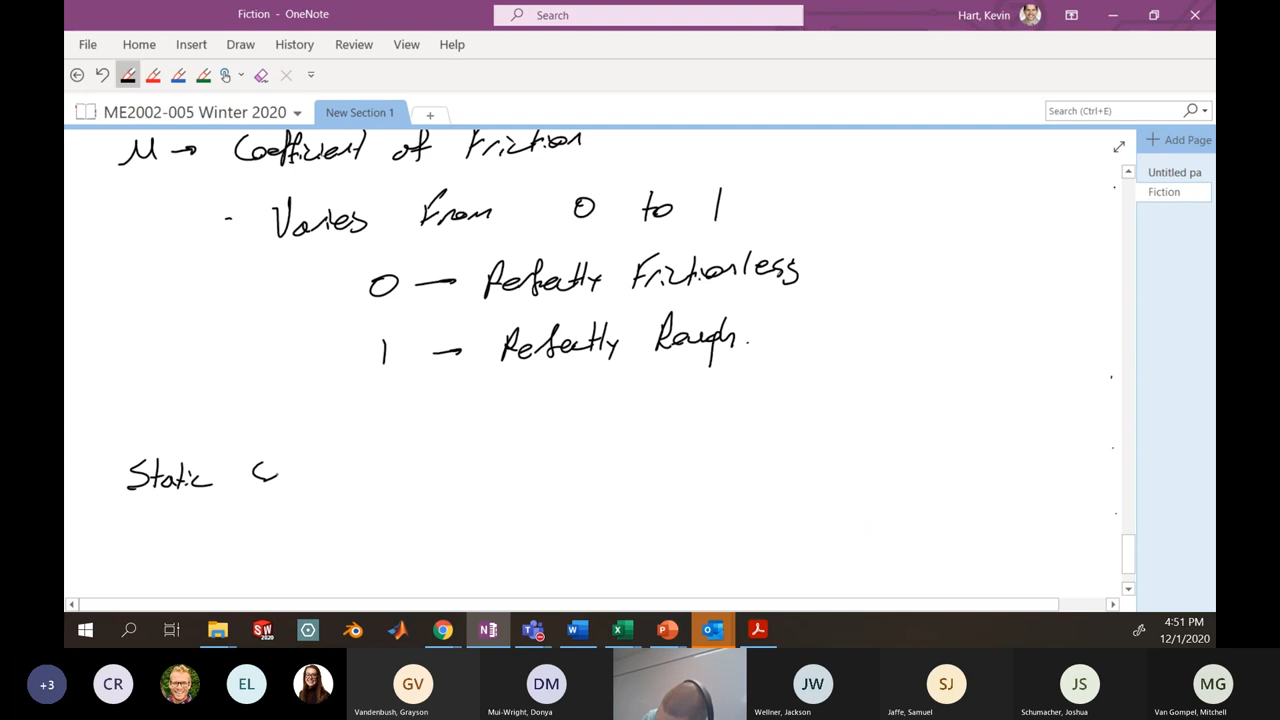 Fiction - OneNote
Search
Hart, Kevin
File Home Insert Draw History Review View Help
ME2002-005 Winter 2020
New Section 1
+
Search (Ctrl+E)
+ Add Page
Untitled pa
Fiction
μ → Coefficient of Friction
- Varies From 0 to 1
0 — Perfectly Frictionless
1 — Perfectly Rough.
Static
SW
2020
4:51 PM
12/1/2020
+3
CR
EL
GV
Vandenbush, Grayson
DM
Mui-Wright, Donya
JW
Wellner, Jackson
SJ
Jaffe, Samuel
JS
Schumacher, Joshua
MG
Van Gompel, Mitchell